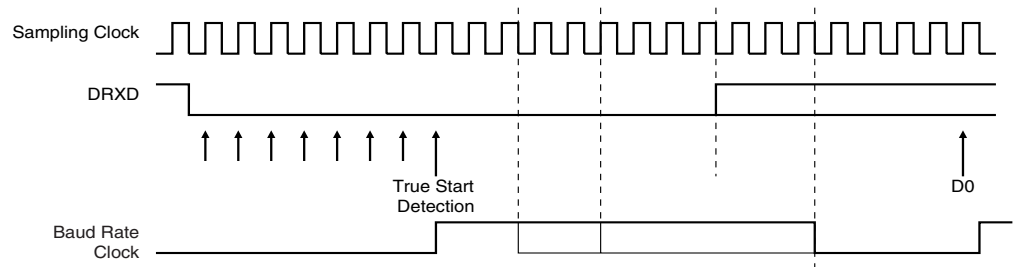 Sampling Clock
DRXD
True Start
Detection
D0
Baud Rate
Clock